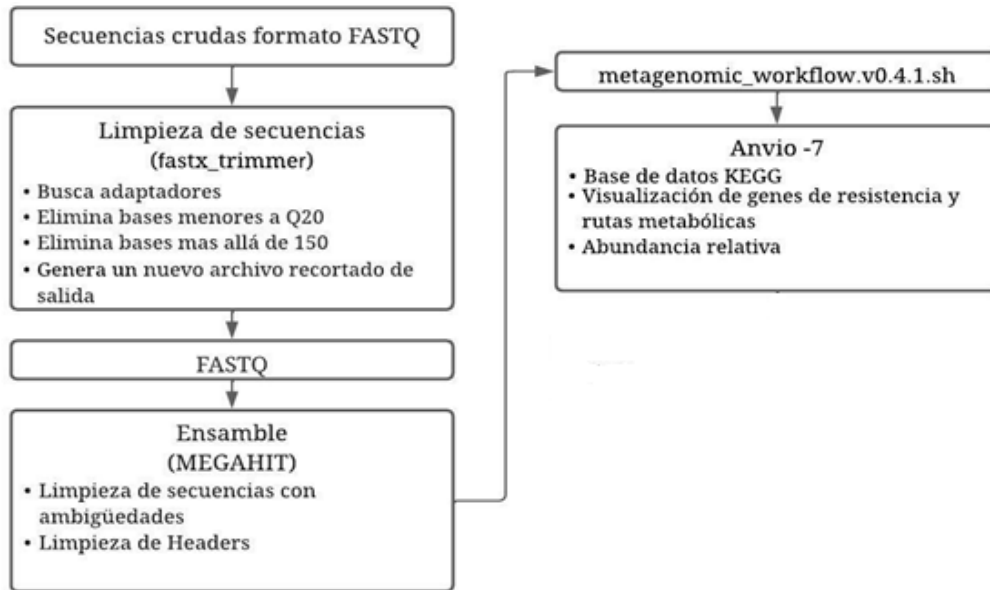 Secuencias crudas formato FASTQ
Limpieza de secuencias
(fastx_trimmer)
• Busca adaptadores
• Elimina bases menores a Q20
• Elimina bases mas allá de 150
• Genera un nuevo archivo recortado de
salida
FASTQ
Ensamble
(MEGAHIT)
• Limpieza de secuencias con
ambigüedades
• Limpieza de Headers
metagenomic_workflow.v0.4.1.sh
Anvio -7
• Base de datos KEGG
• Visualización de genes de resistencia y
rutas metabólicas
• Abundancia relativa